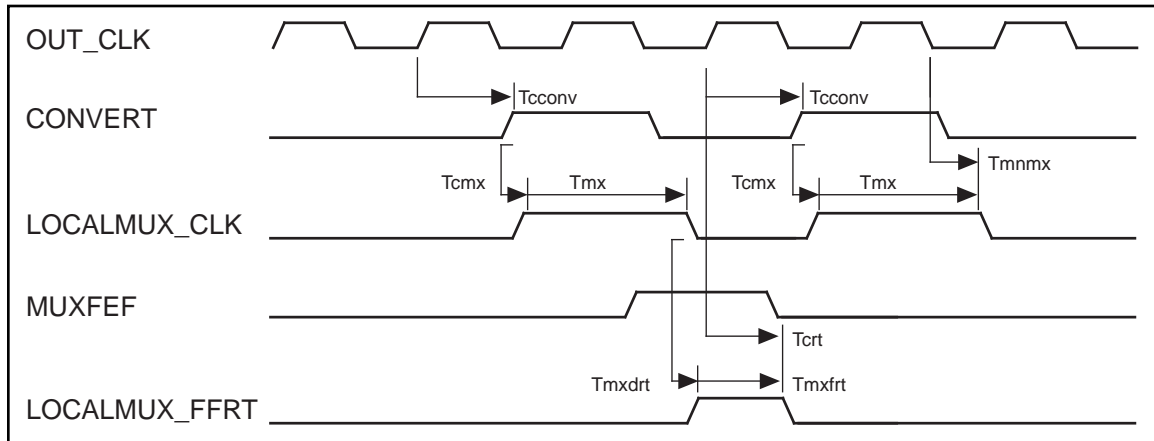 OUT_CLK
Tcconv Tcconv
CONVERT
Tcmx Tmx Tcmx Tmx Tmnmx
LOCALMUX_CLK
MUXFEF
Tcrt
Tmxdrt Tmxfrt
LOCALMUX_FFRT